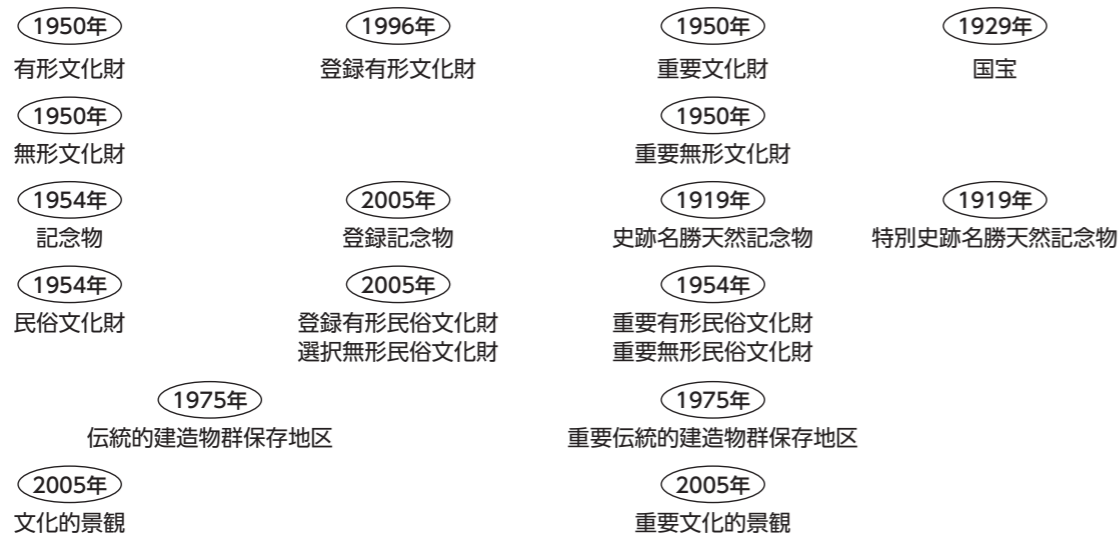 1950年 1996年 1950年 1929年
有形文化財 登録有形文化財 重要文化財 国宝
1950年 1950年
無形文化財 重要無形文化財
1954年 2005年 1919年 1919年
記念物 登録記念物 史跡名勝天然記念物 特別史跡名勝天然記念物
1954年 2005年 1954年
民俗文化財 登録有形民俗文化財 重要有形民俗文化財
選択無形民俗文化財 重要無形民俗文化財
1975年 1975年
伝統的建造物群保存地区 重要伝統的建造物群保存地区
2005年 2005年
文化的景観 重要文化的景観